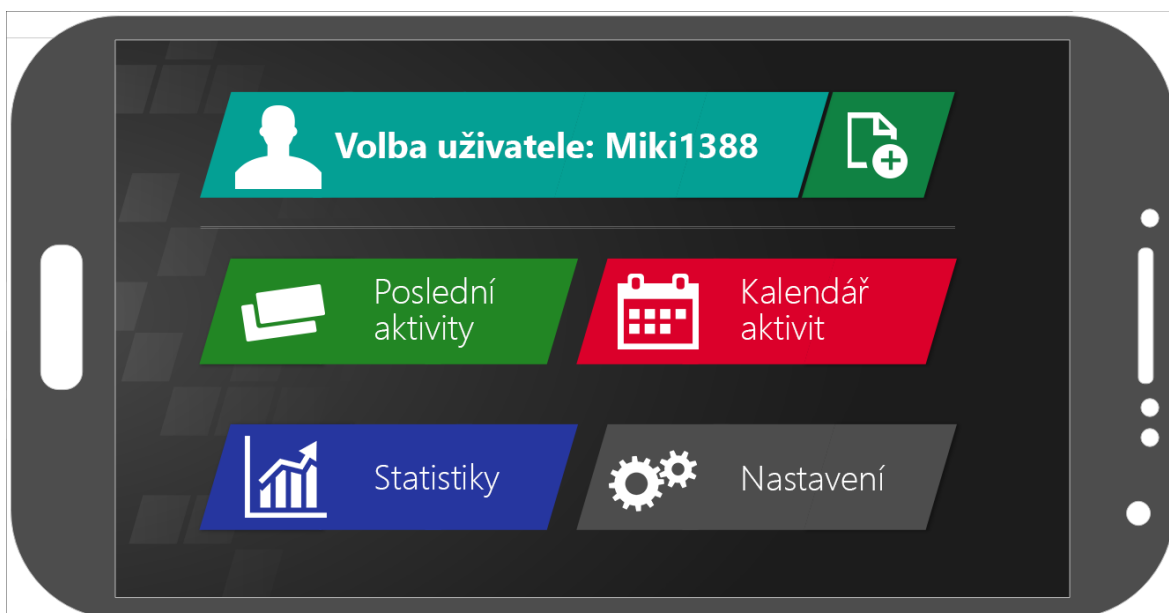 Volba uživatele: Miki1388
Poslední
aktivity
Kalendář
aktivit
Statistiky
Nastavení